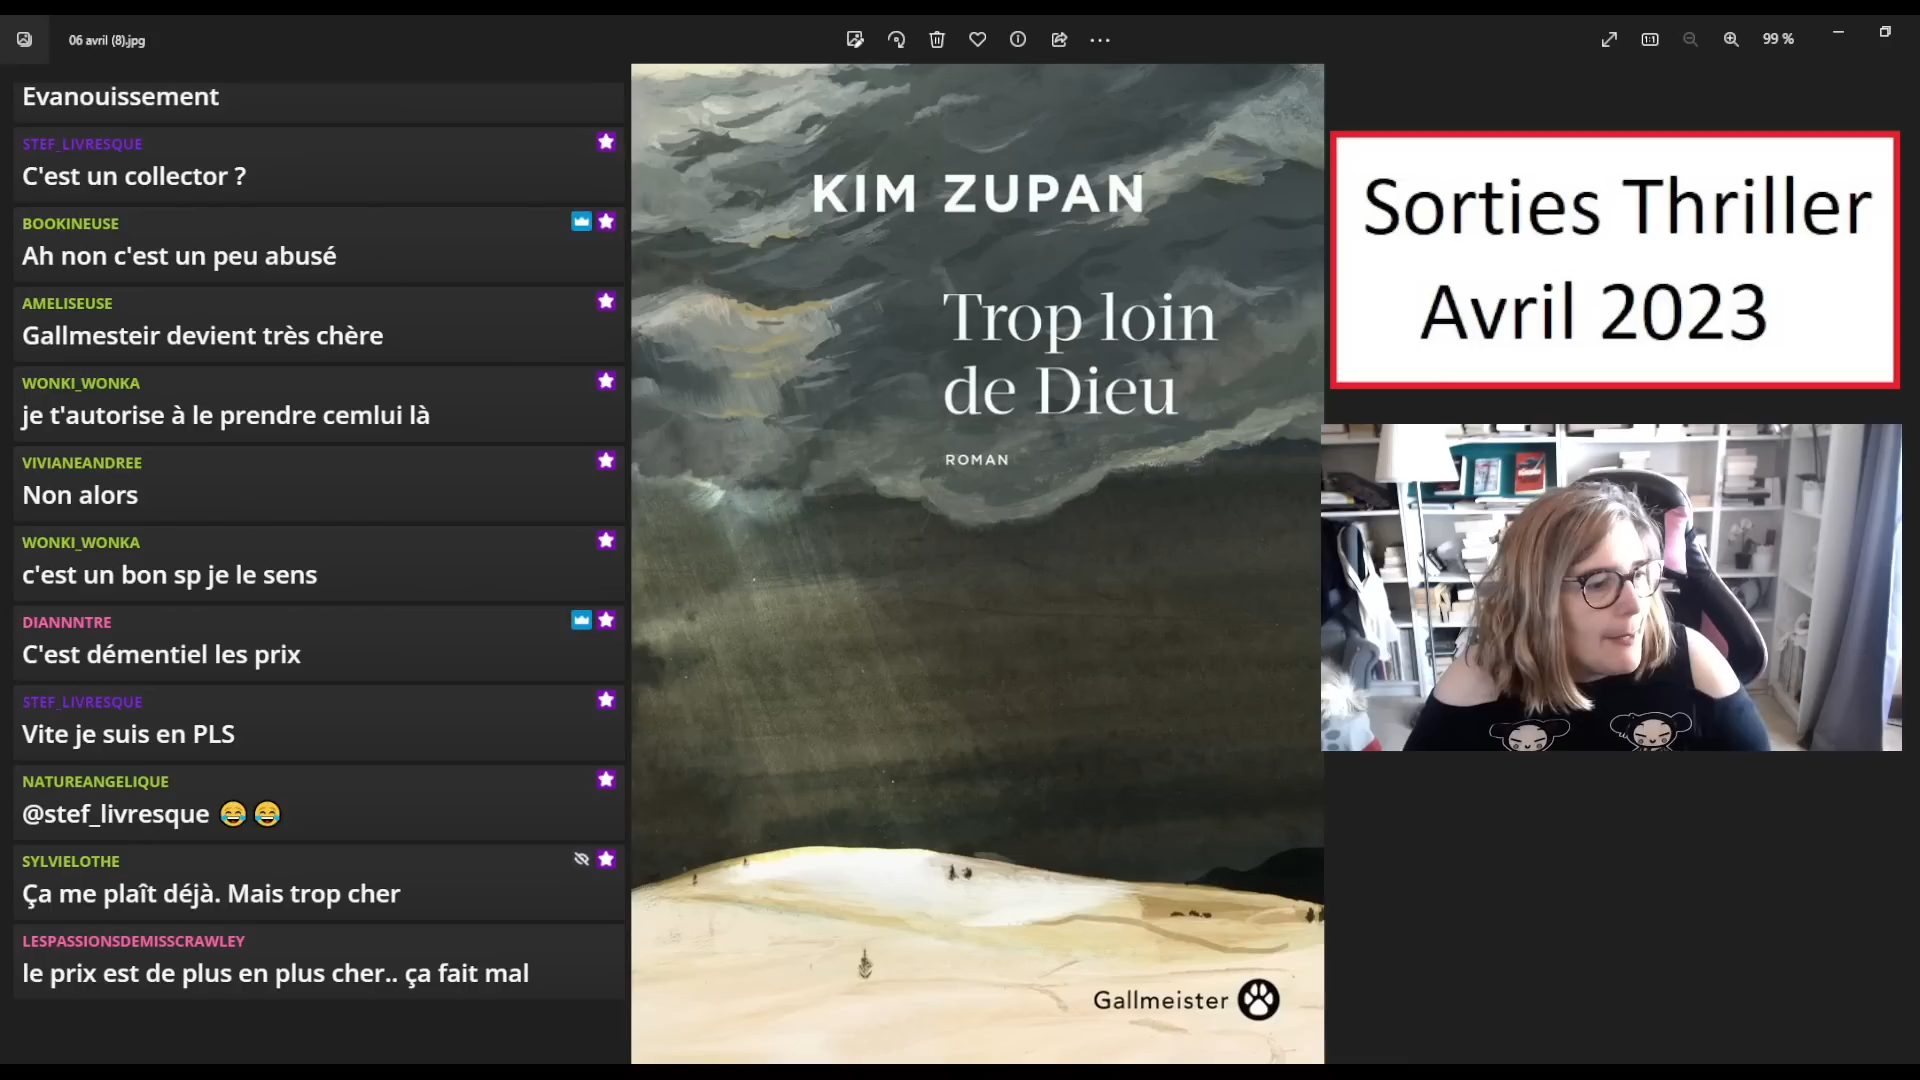 06 avril (8).jpg
99 %
Evanouissement
STEF_LIVRESQUE
C'est un collector ?
BOOKINEUSE
Ah non c'est un peu abusé
AMELISEUSE
Gallmesteir devient très chère
WONKI_WONKA
je t'autorise à le prendre cemlui là
VIVIANEANDREE
Non alors
WONKI_WONKA
c'est un bon sp je le sens
DIANNNTRE
C'est démentiel les prix
STEF_LIVRESQUE
Vite je suis en PLS
NATUREANGELIQUE
@stef_livresque 😂 😂
SYLVIELOTHE
Ça me plaît déjà. Mais trop cher
LESPASSIONSDEMISSCRAWLEY
le prix est de plus en plus cher.. ça fait mal
KIM ZUPAN
Trop loin
de Dieu
ROMAN
Gallmeister
Sorties Thriller
Avril 2023